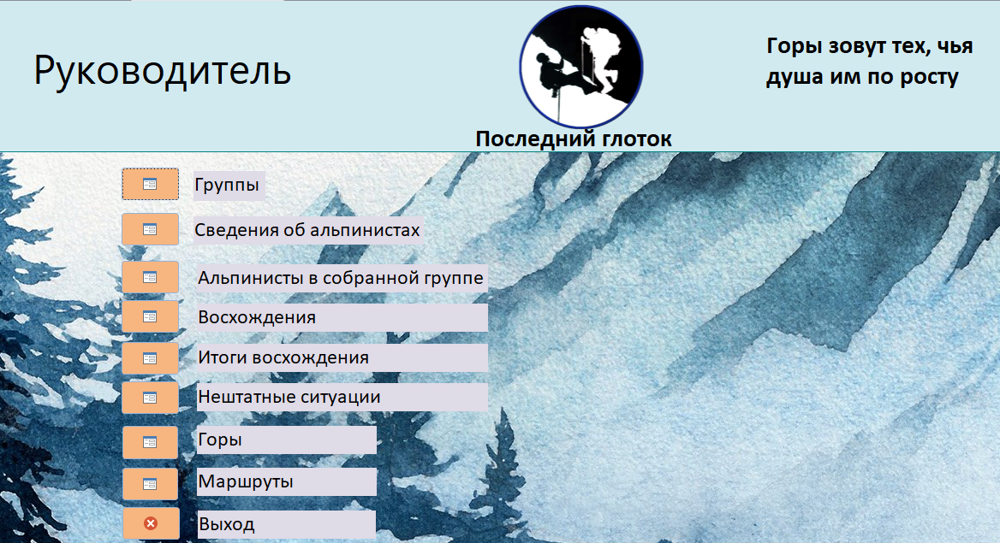 Руководитель
Горы зовут тех, чья
душа им по росту
Последний глоток
Группы
Сведения об альпинистах
Альпинисты в собранной группе
Восхождения
Итоги восхождения
Нештатные ситуации
Горы
Маршруты
Выход